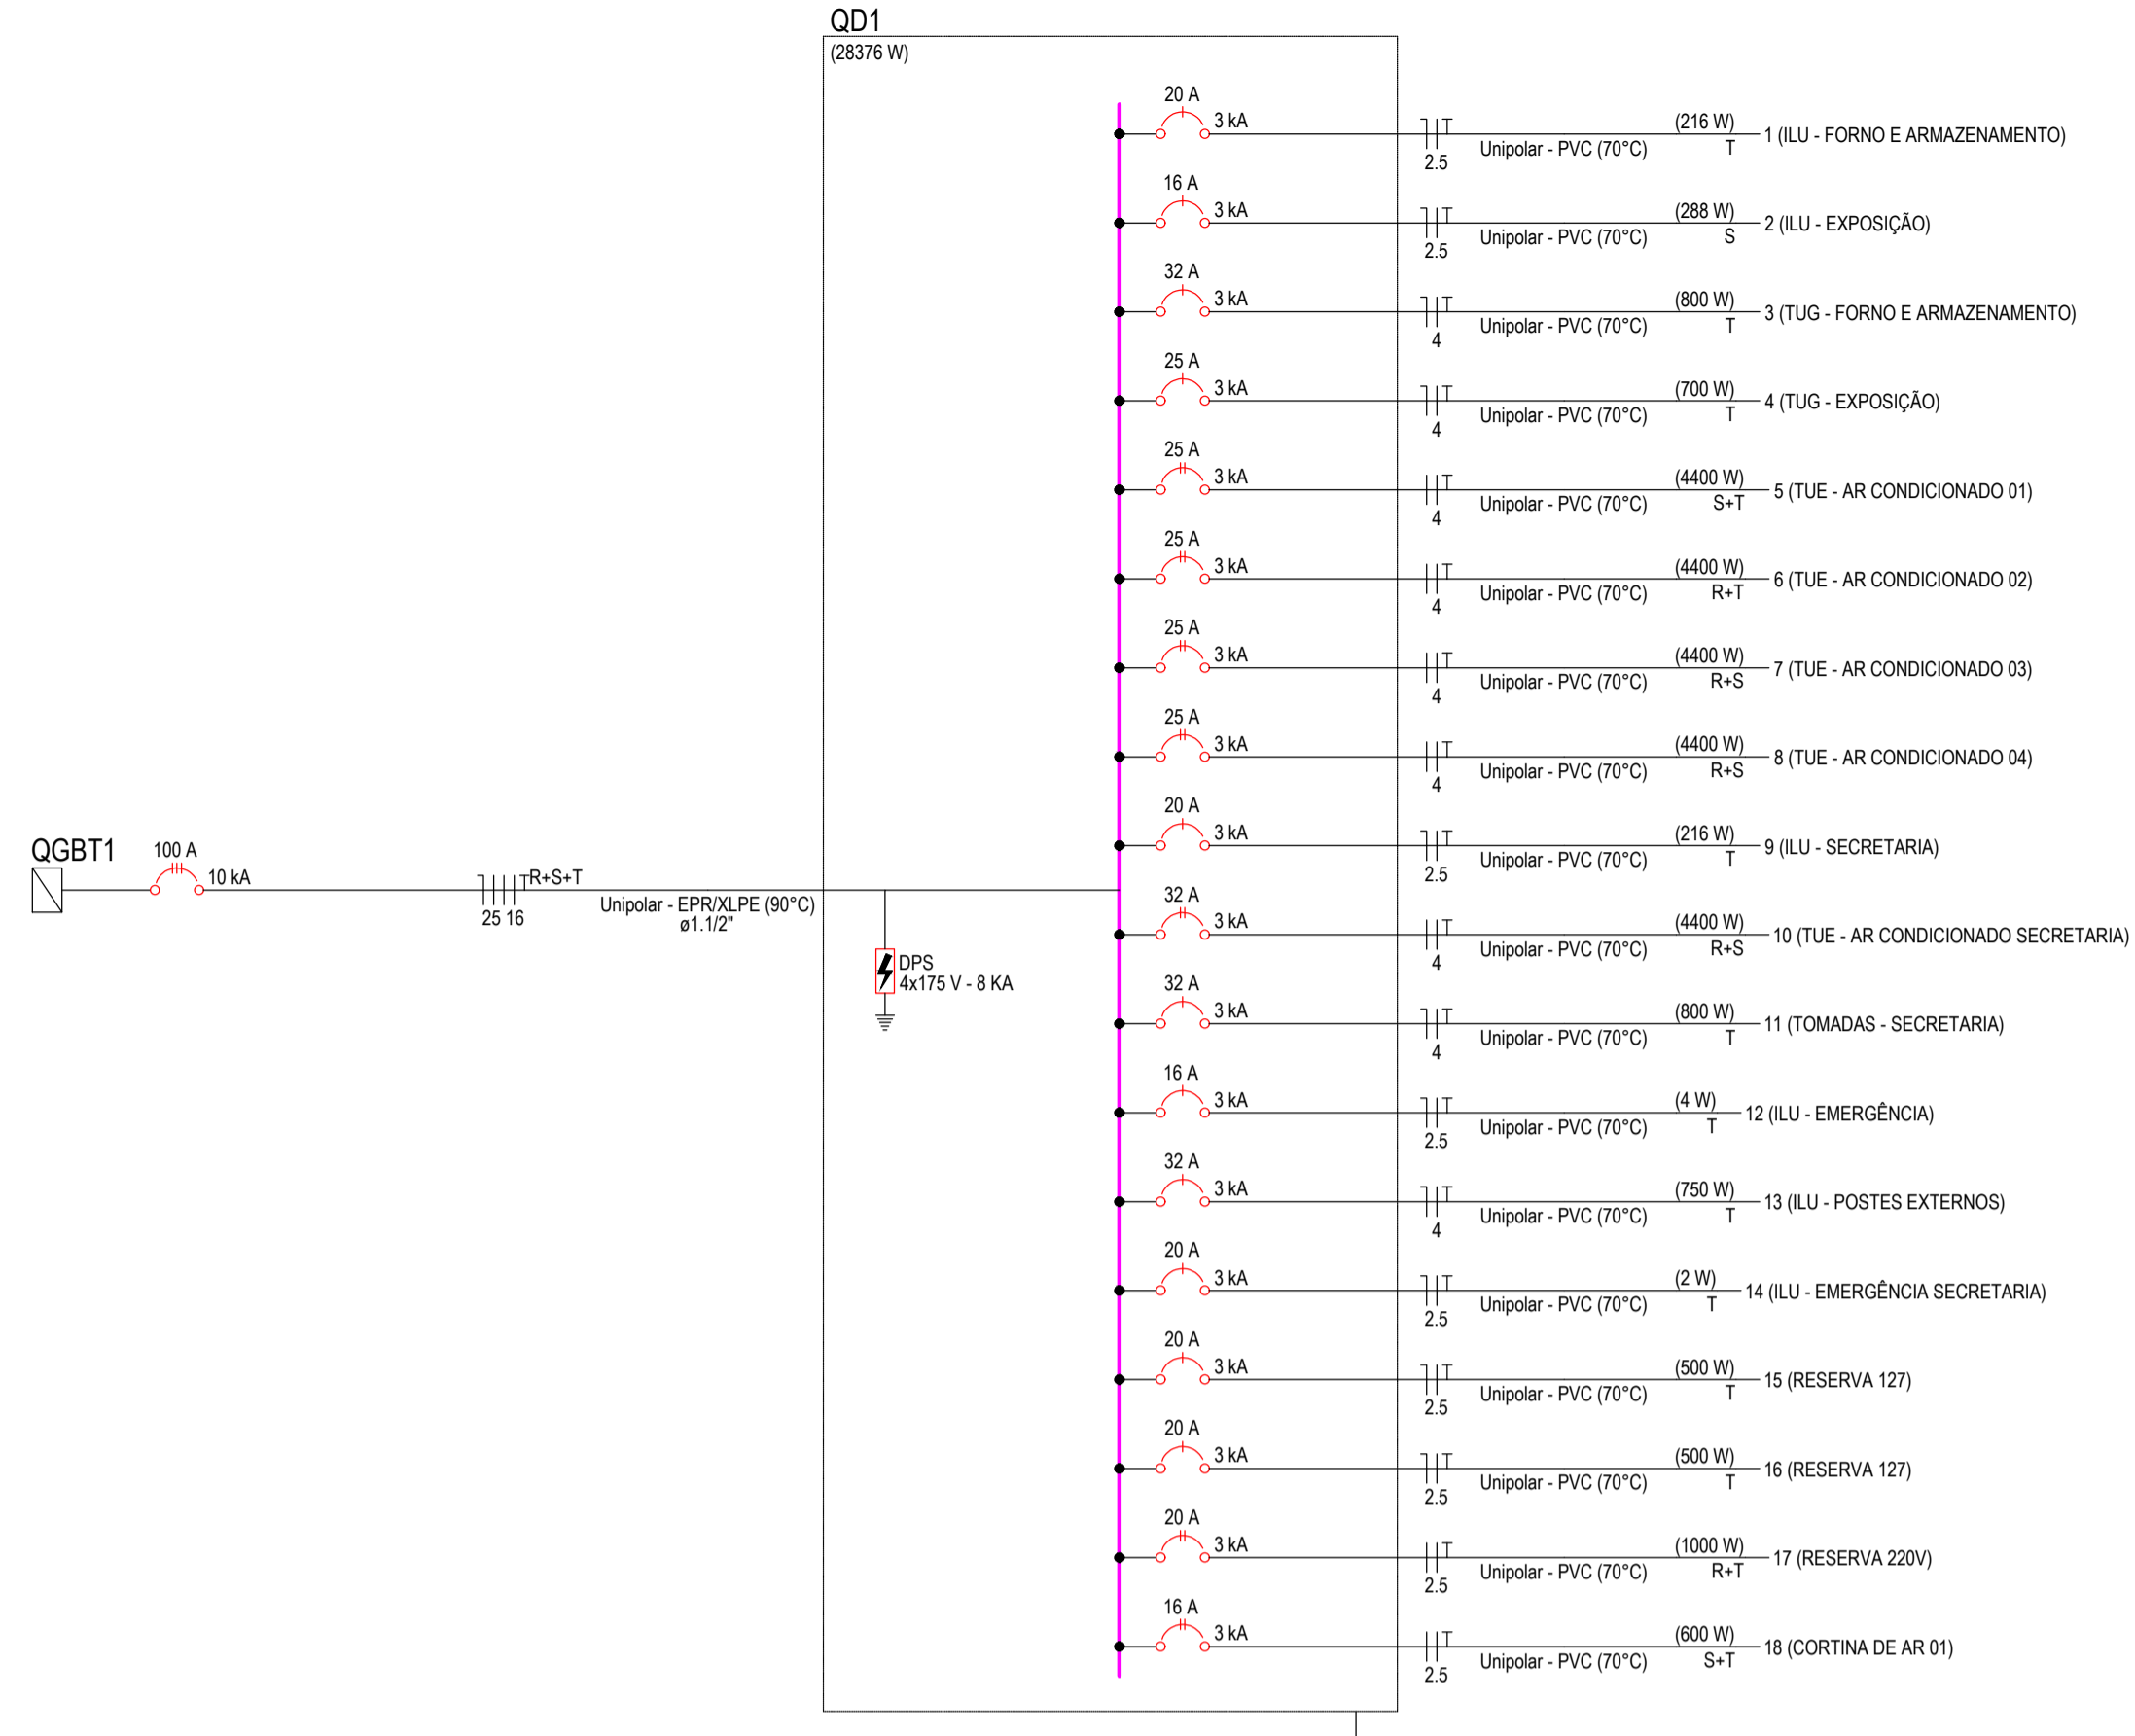 QD1
(28376 W)
20 A
3 kA
2.5
Unipolar - PVC (70°C)
(216 W)
T
1 (ILU - FORNO E ARMAZENAMENTO)
16 A
3 kA
2.5
Unipolar - PVC (70°C)
(288 W)
S
2 (ILU - EXPOSIÇÃO)
32 A
3 kA
4
Unipolar - PVC (70°C)
(800 W)
T
3 (TUG - FORNO E ARMAZENAMENTO)
25 A
3 kA
4
Unipolar - PVC (70°C)
(700 W)
T
4 (TUG - EXPOSIÇÃO)
25 A
3 kA
4
Unipolar - PVC (70°C)
(4400 W)
S+T
5 (TUE - AR CONDICIONADO 01)
25 A
3 kA
4
Unipolar - PVC (70°C)
(4400 W)
R+T
6 (TUE - AR CONDICIONADO 02)
25 A
3 kA
4
Unipolar - PVC (70°C)
(4400 W)
R+S
7 (TUE - AR CONDICIONADO 03)
25 A
3 kA
4
Unipolar - PVC (70°C)
(4400 W)
R+S
8 (TUE - AR CONDICIONADO 04)
20 A
3 kA
2.5
Unipolar - PVC (70°C)
(216 W)
T
9 (ILU - SECRETARIA)
QGBT1
100 A
10 kA
R+S+T
25 16
Unipolar - EPR/XLPE (90°C)
ø1.1/2"
DPS
4x175 V - 8 KA
32 A
3 kA
4
Unipolar - PVC (70°C)
(4400 W)
R+S
10 (TUE - AR CONDICIONADO SECRETARIA)
32 A
3 kA
4
Unipolar - PVC (70°C)
(800 W)
T
11 (TOMADAS - SECRETARIA)
16 A
3 kA
2.5
Unipolar - PVC (70°C)
(4 W)
T
12 (ILU - EMERGÊNCIA)
32 A
3 kA
4
Unipolar - PVC (70°C)
(750 W)
T
13 (ILU - POSTES EXTERNOS)
20 A
3 kA
2.5
Unipolar - PVC (70°C)
(2 W)
T
14 (ILU - EMERGÊNCIA SECRETARIA)
20 A
3 kA
2.5
Unipolar - PVC (70°C)
(500 W)
T
15 (RESERVA 127)
20 A
3 kA
2.5
Unipolar - PVC (70°C)
(500 W)
T
16 (RESERVA 127)
20 A
3 kA
2.5
Unipolar - PVC (70°C)
(1000 W)
R+T
17 (RESERVA 220V)
16 A
3 kA
2.5
Unipolar - PVC (70°C)
(600 W)
S+T
18 (CORTINA DE AR 01)